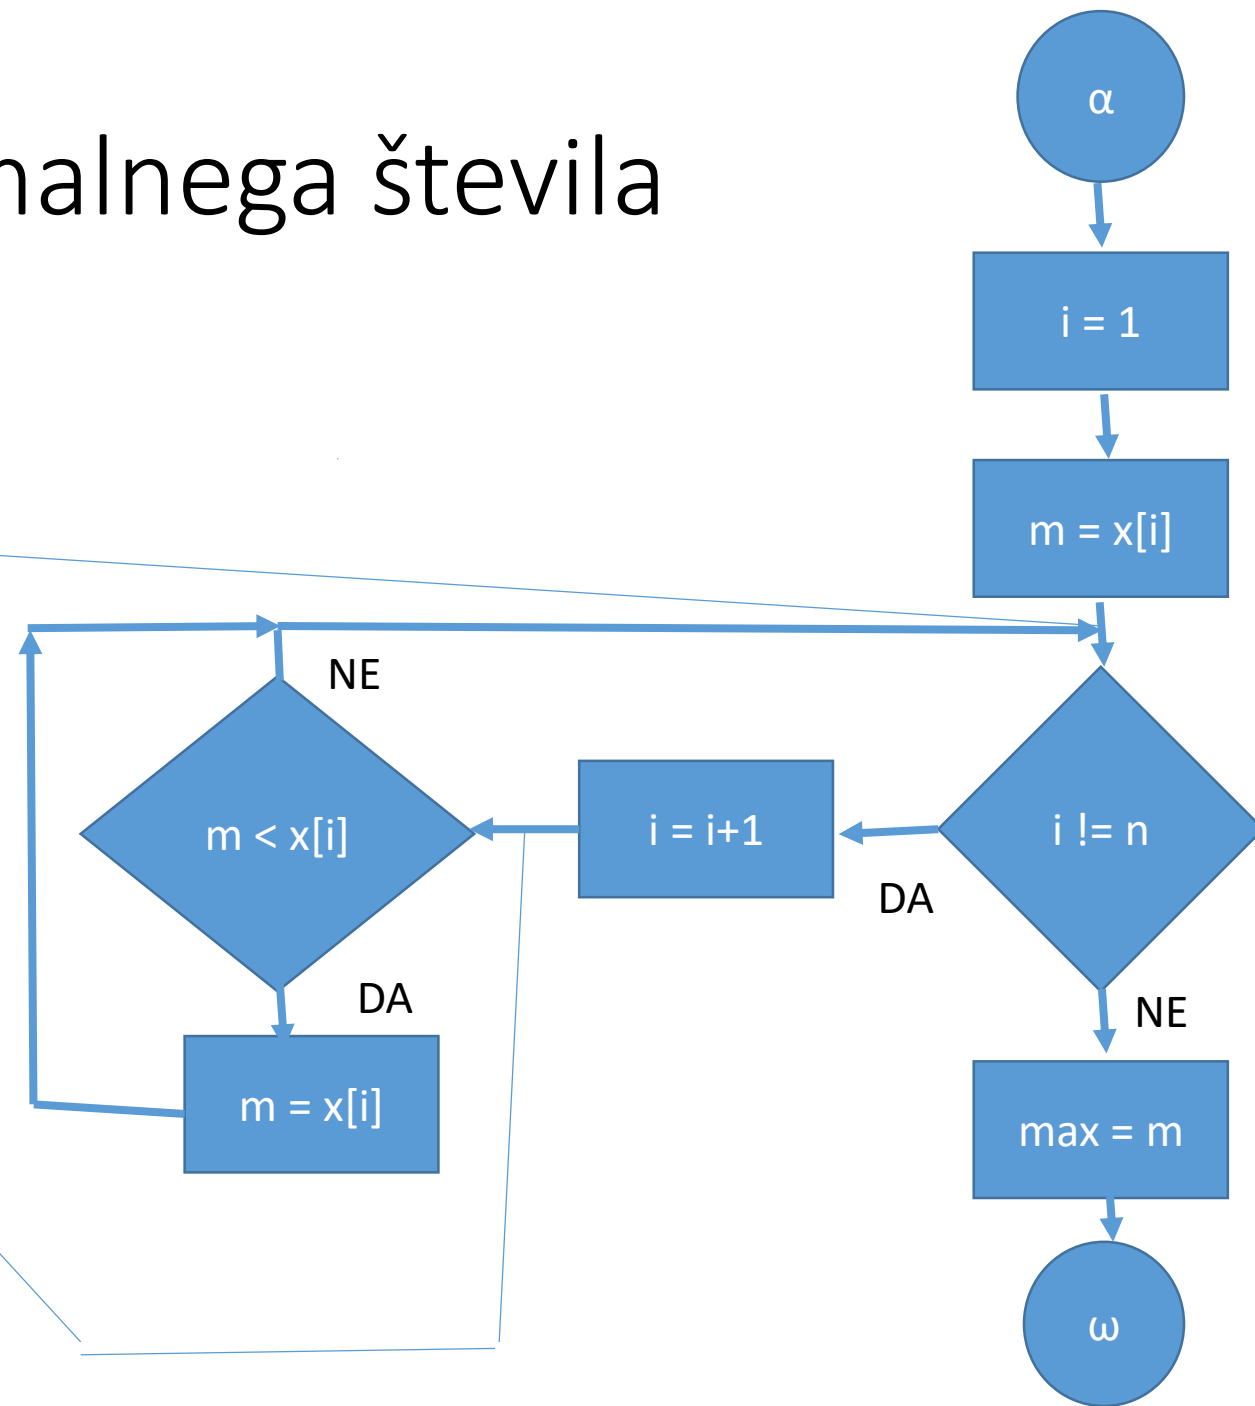 nalnega števila
α
i = 1
m = x[i]
i != n
DA
i = i+1
m < x[i]
NE
DA
m = x[i]
NE
max = m
ω